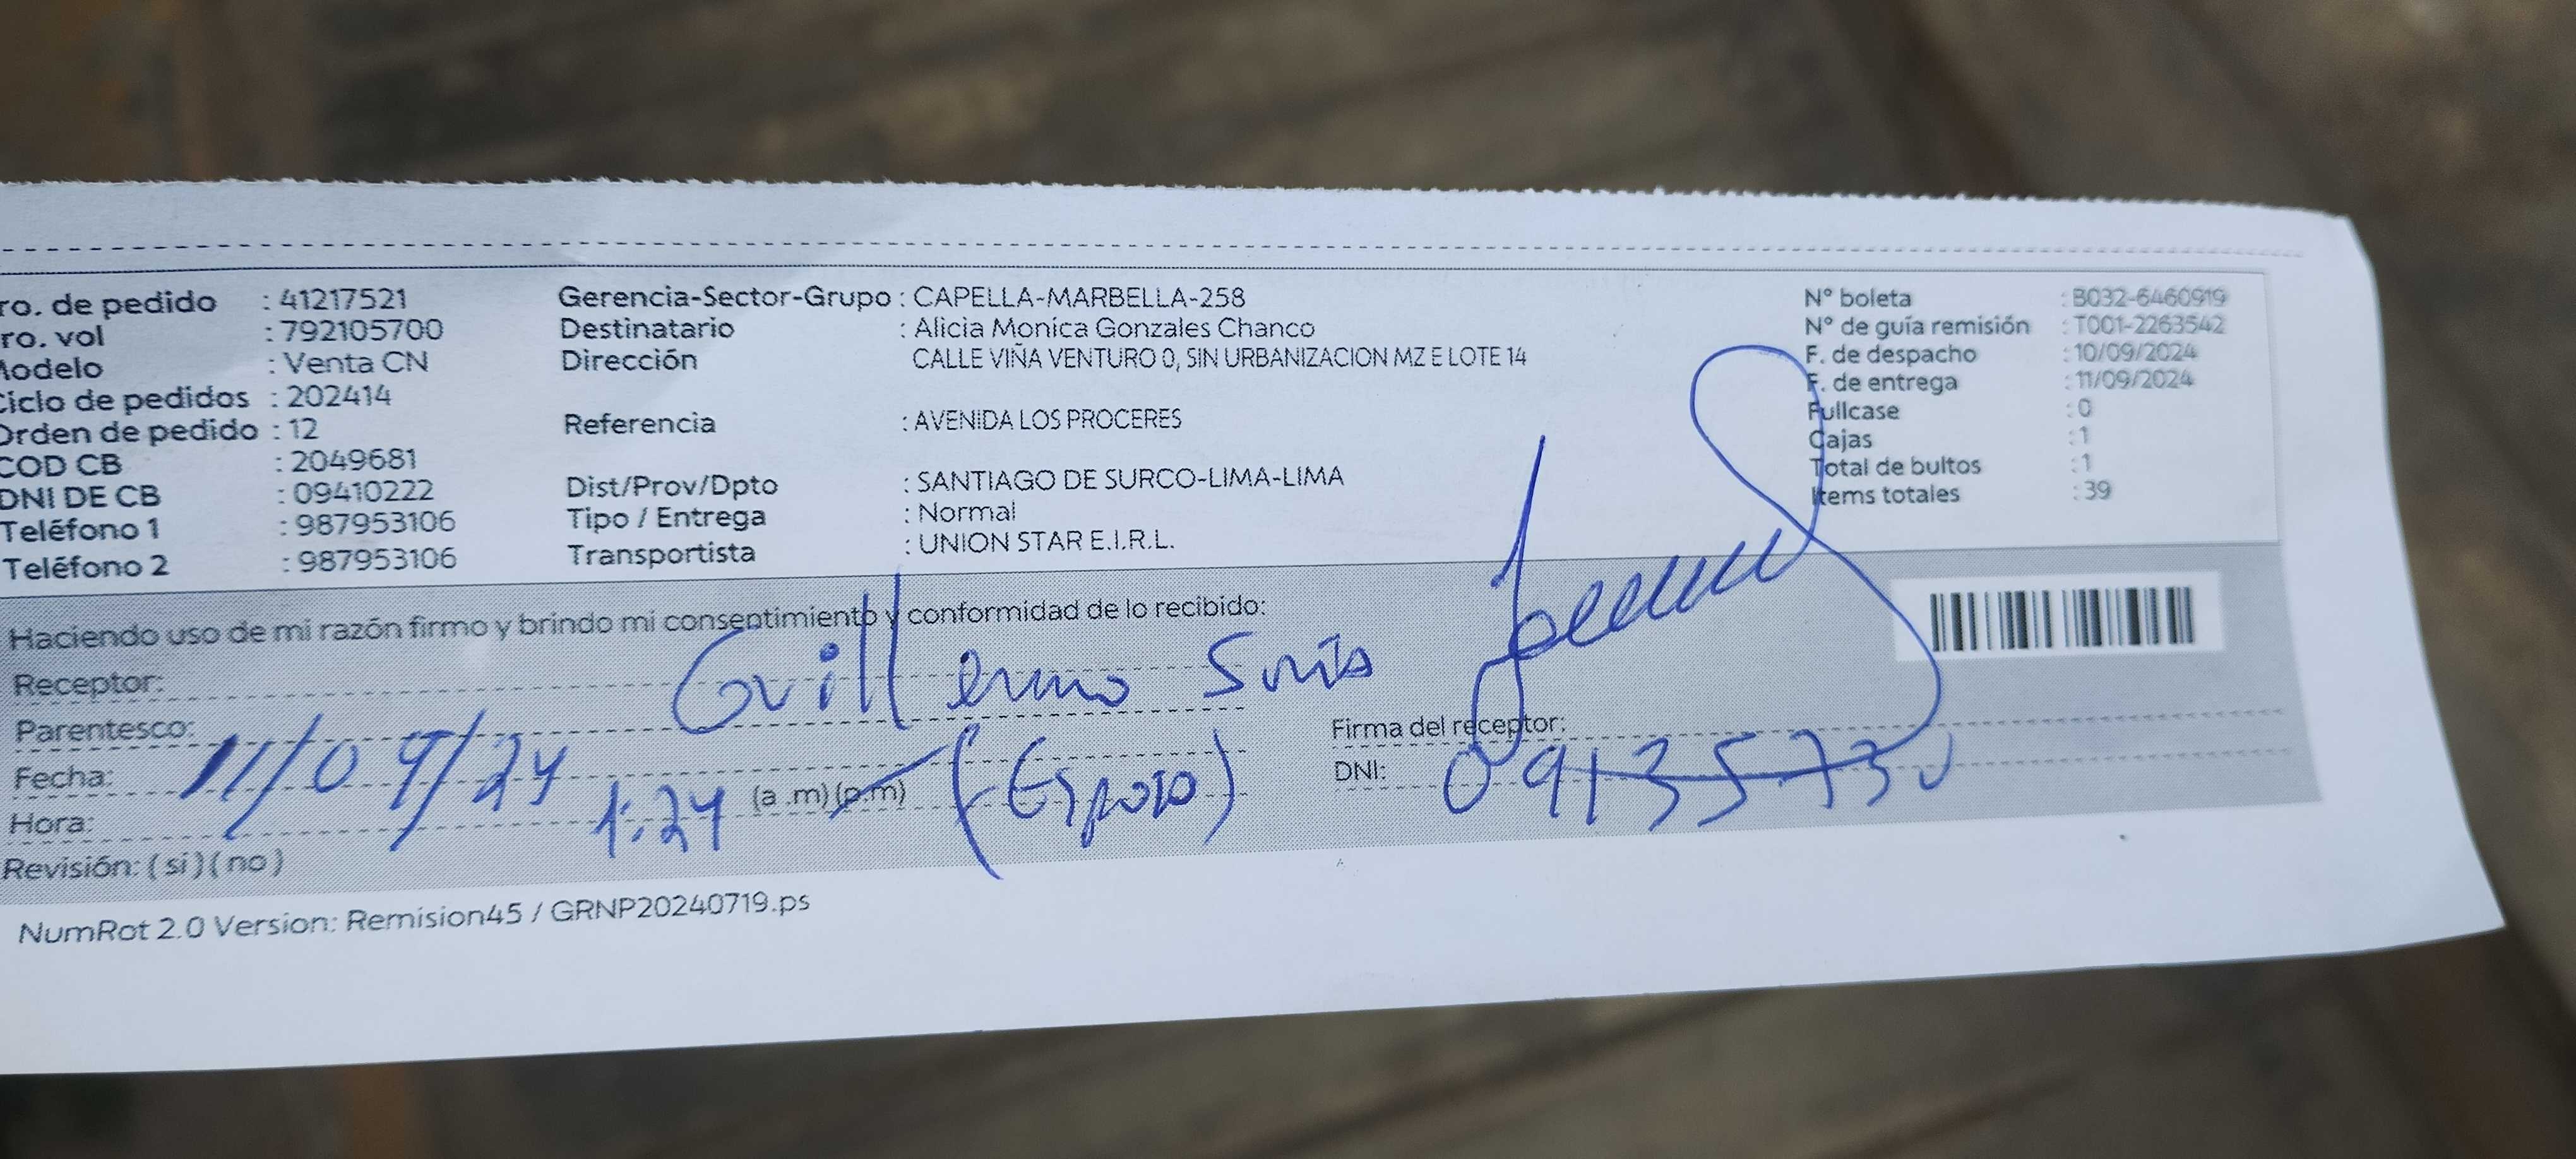 ro. de pedido : 41217521
ro. vol : 792105700
Modelo : Venta CN
Ciclo de pedidos : 202414
Orden de pedido : 12
COD CB : 2049681
DNI DE CB : 09410222
Teléfono 1 : 987953106
Teléfono 2 : 987953106
Gerencia-Sector-Grupo : CAPELLA-MARBELLA-258
Destinatario : Alicia Monica Gonzales Chanco
Dirección CALLE VIÑA VENTURO 0, SIN URBANIZACION MZ E LOTE 14
Referencia : AVENIDA LOS PROCERES
Dist/Prov/Dpto : SANTIAGO DE SURCO-LIMA-LIMA
Tipo / Entrega : Normal
Transportista : UNION STAR E.I.R.L.
N° boleta : B032-6460919
N° de guía remisión : T001-2263542
F. de despacho : 10/09/2024
F. de entrega : 11/09/2024
Fullcase : 0
Cajas : 1
Total de bultos : 1
Items totales : 39
Haciendo uso de mi razón firmo y brindo mi consentimiento y conformidad de lo recibido:
Receptor: Guillermo
Parentesco: (Esposo)
Fecha: 11/09/24
Hora: 1:24 (a .m) (p.m)
Revisión: ( si ) ( no )
Firma del receptor:
DNI:
NumRot 2.0 Version: Remision45 / GRNP20240719.ps